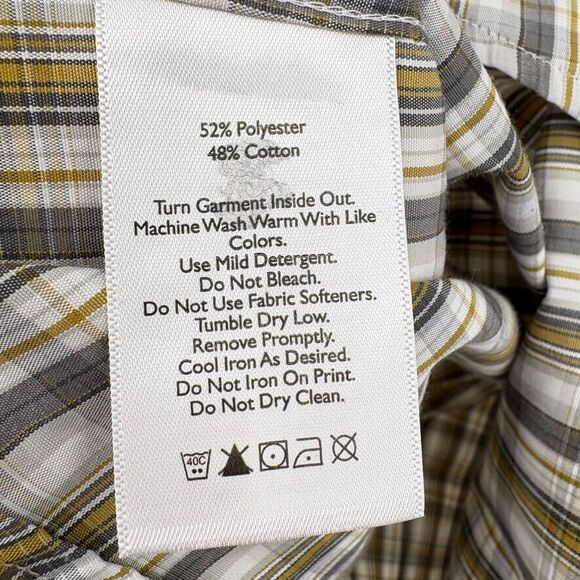 52% Polyester
48% Cotton
Turn Garment Inside Out.
Machine Wash Warm With Like
Colors.
Use Mild Detergent.
Do Not Bleach.
Do Not Use Fabric Softeners.
Tumble Dry Low.
Remove Promptly.
Cool Iron As Desired.
Do Not Iron On Print.
Do Not Dry Clean.
40C